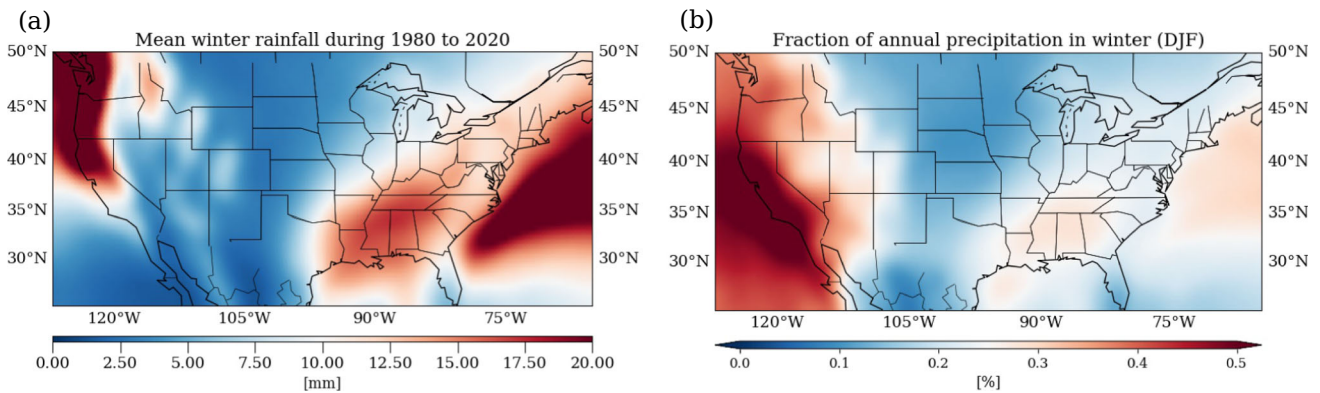 (a)
Mean winter rainfall during 1980 to 2020
50°N
45°N
40°N
35°N
30°N
50°N
45°N
40°N
35°N
30°N
120°W 105°W 90°W 75°W
0.00 2.50 5.00 7.50 10.00 12.50 15.00 17.50 20.00
[mm]
(b)
Fraction of annual precipitation in winter (DJF)
50°N
45°N
40°N
35°N
30°N
50°N
45°N
40°N
35°N
30°N
120°W 105°W 90°W 75°W
0.0 0.1 0.2 0.3 0.4 0.5
[%]